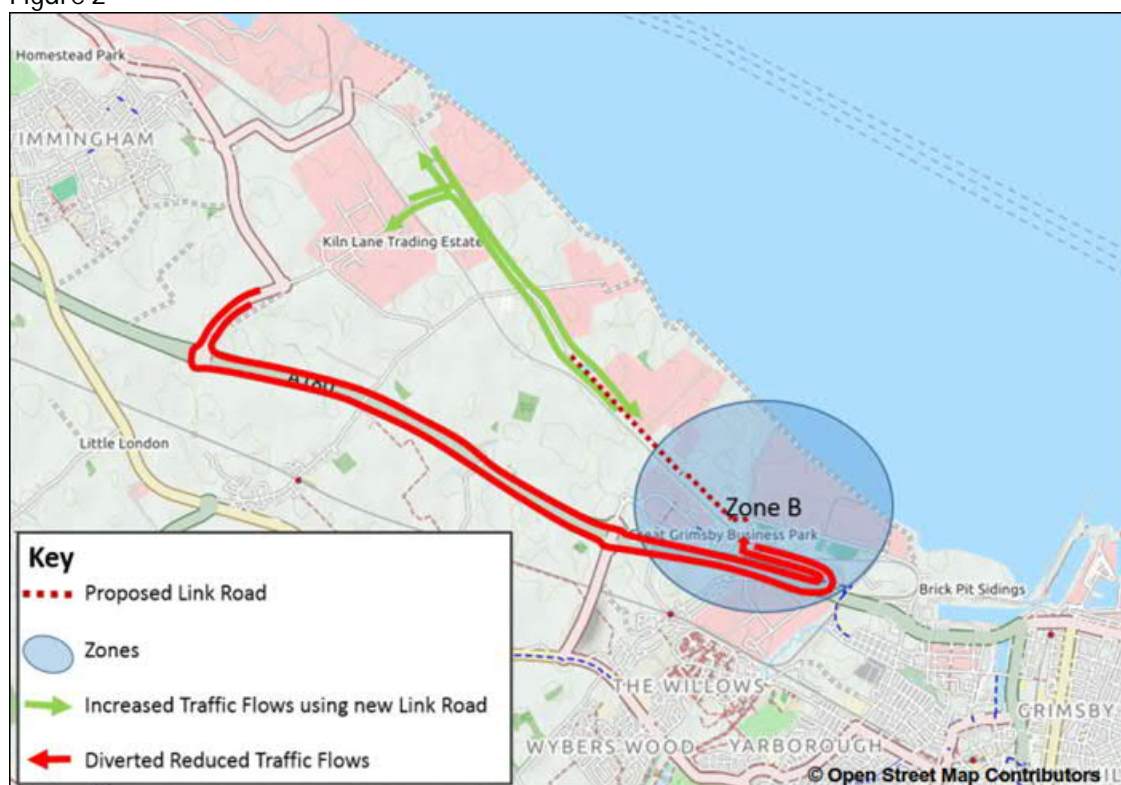 Figure 2
Homestead Park
IMMINGHAM
Kiln Lane Trading Estate
A180
Little London
Zone B
Great Grimsby Business Park
Brick Pit Sidings
THE WILLOWS
GRIMSBY
WYBERS WOOD
YARBOROUGH
Key
Proposed Link Road
Zones
Increased Traffic Flows using new Link Road
Diverted Reduced Traffic Flows
© Open Street Map Contributors